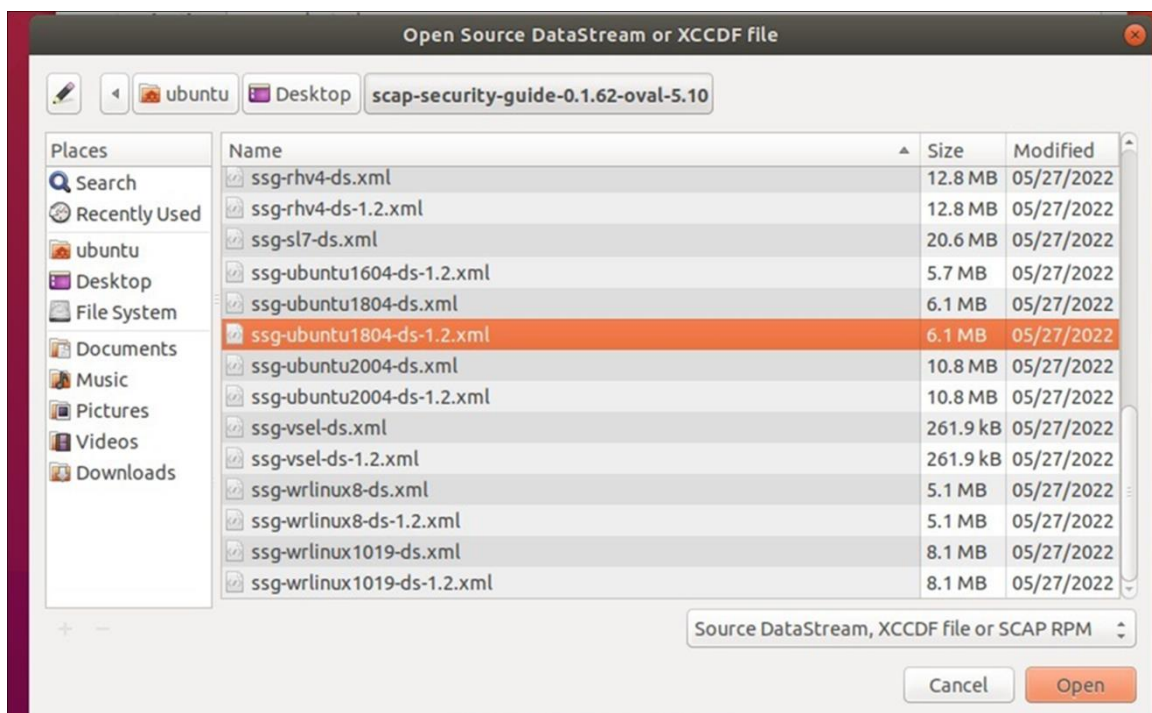 Open Source DataStream or XCCDF file
ubuntu Desktop scap-security-guide-0.1.62-oval-5.10
Places Name Size Modified
Search
Recently Used
ubuntu
Desktop
File System
Documents
Music
Pictures
Videos
Downloads
ssg-rhv4-ds.xml 12.8 MB 05/27/2022
ssg-rhv4-ds-1.2.xml 12.8 MB 05/27/2022
ssg-sl7-ds.xml 20.6 MB 05/27/2022
ssg-ubuntu1604-ds-1.2.xml 5.7 MB 05/27/2022
ssg-ubuntu1804-ds.xml 6.1 MB 05/27/2022
ssg-ubuntu1804-ds-1.2.xml 6.1 MB 05/27/2022
ssg-ubuntu2004-ds.xml 10.8 MB 05/27/2022
ssg-ubuntu2004-ds-1.2.xml 10.8 MB 05/27/2022
ssg-vsel-ds.xml 261.9 kB 05/27/2022
ssg-vsel-ds-1.2.xml 261.9 kB 05/27/2022
ssg-wrlinux8-ds.xml 5.1 MB 05/27/2022
ssg-wrlinux8-ds-1.2.xml 5.1 MB 05/27/2022
ssg-wrlinux1019-ds.xml 8.1 MB 05/27/2022
ssg-wrlinux1019-ds-1.2.xml 8.1 MB 05/27/2022
Source DataStream, XCCDF file or SCAP RPM
Cancel Open